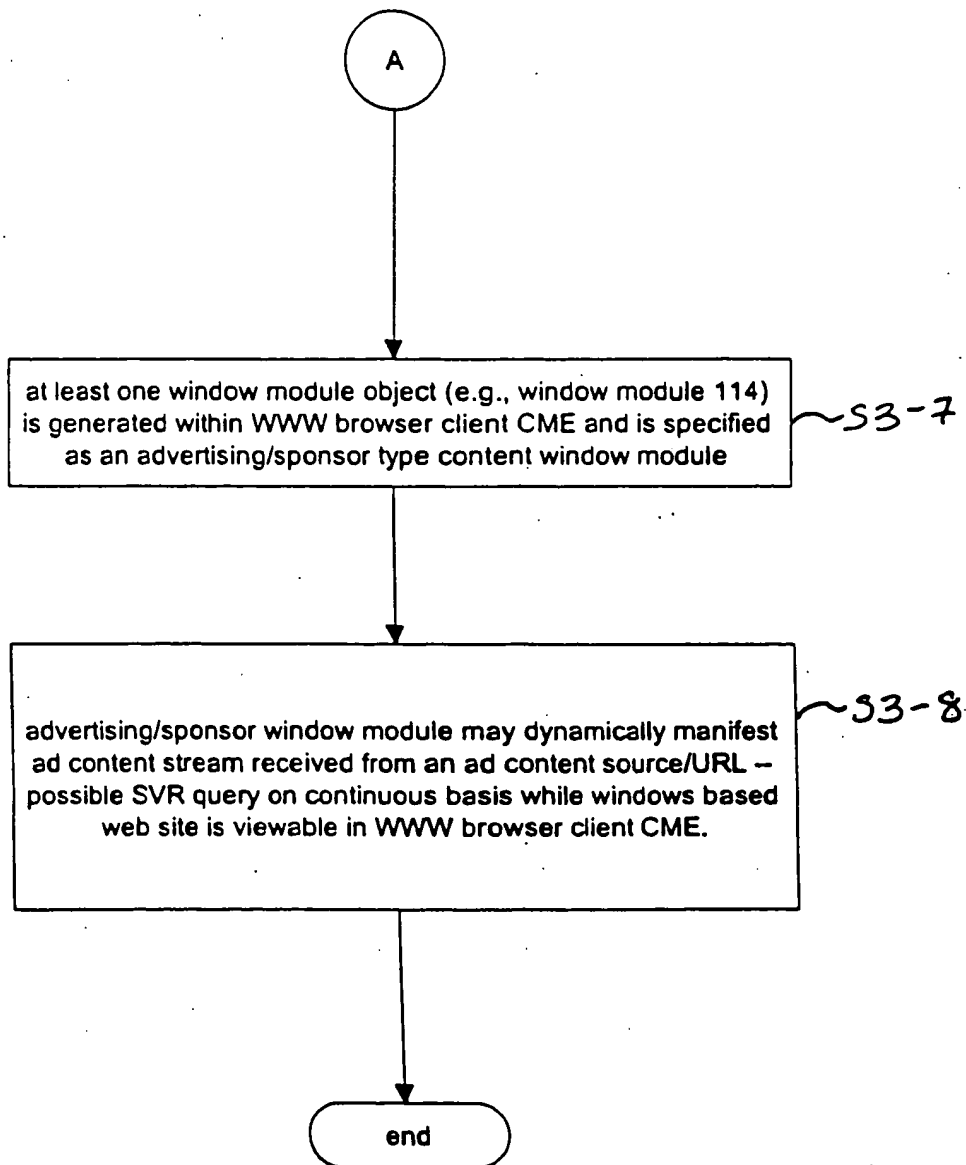 A
at least one window module object (e.g., window module 114)
is generated within WWW browser client CME and is specified
as an advertising/sponsor type content window module
S3-7
advertising/sponsor window module may dynamically manifest
ad content stream received from an ad content source/URL –
possible SVR query on continuous basis while windows based
web site is viewable in WWW browser client CME.
S3-8
end